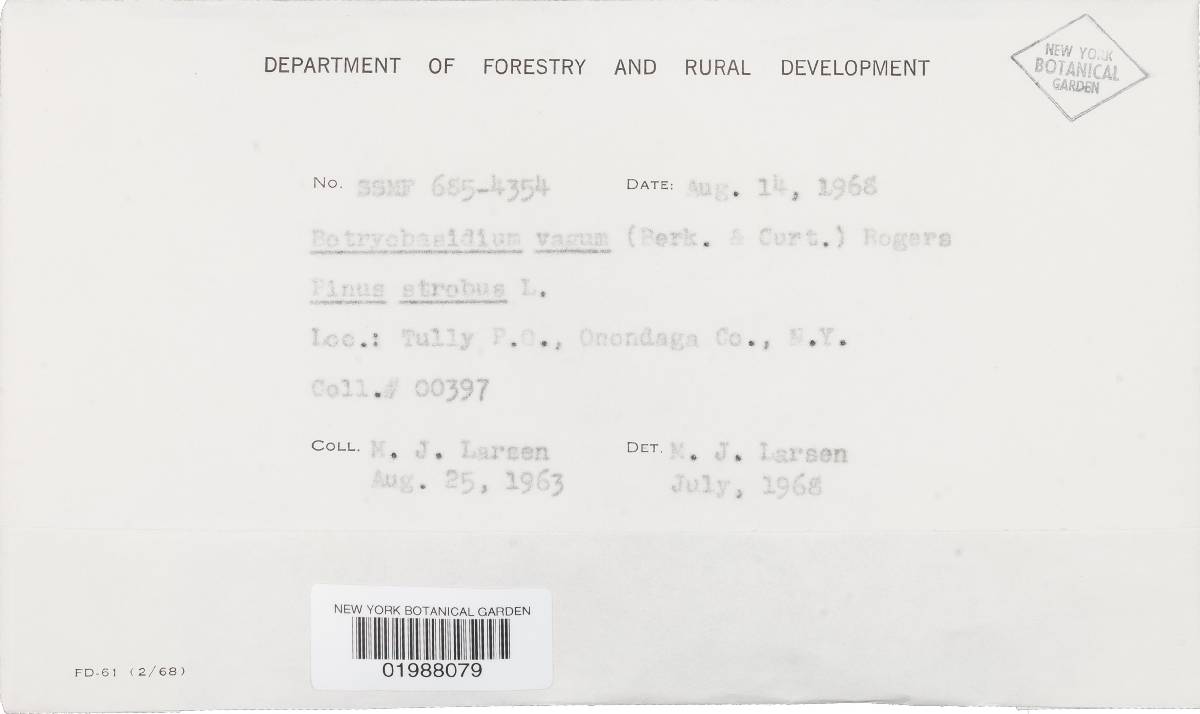 DEPARTMENT OF FORESTRY AND RURAL DEVELOPMENT
NEW YORK
BOTANICAL
GARDEN
No. SSMF 685-4354 DATE: Aug. 14, 1968
Botryobasidium vagum (Berk. & Curt.) Rogers
Pinus strobus L.
Loc.: Tully P.O., Onondaga Co., N.Y.
Coll.# 00397
COLL. M. J. Larsen DET. M. J. Larsen
Aug. 25, 1963 July, 1968
NEW YORK BOTANICAL GARDEN
01988079
FD-61 (2/68)